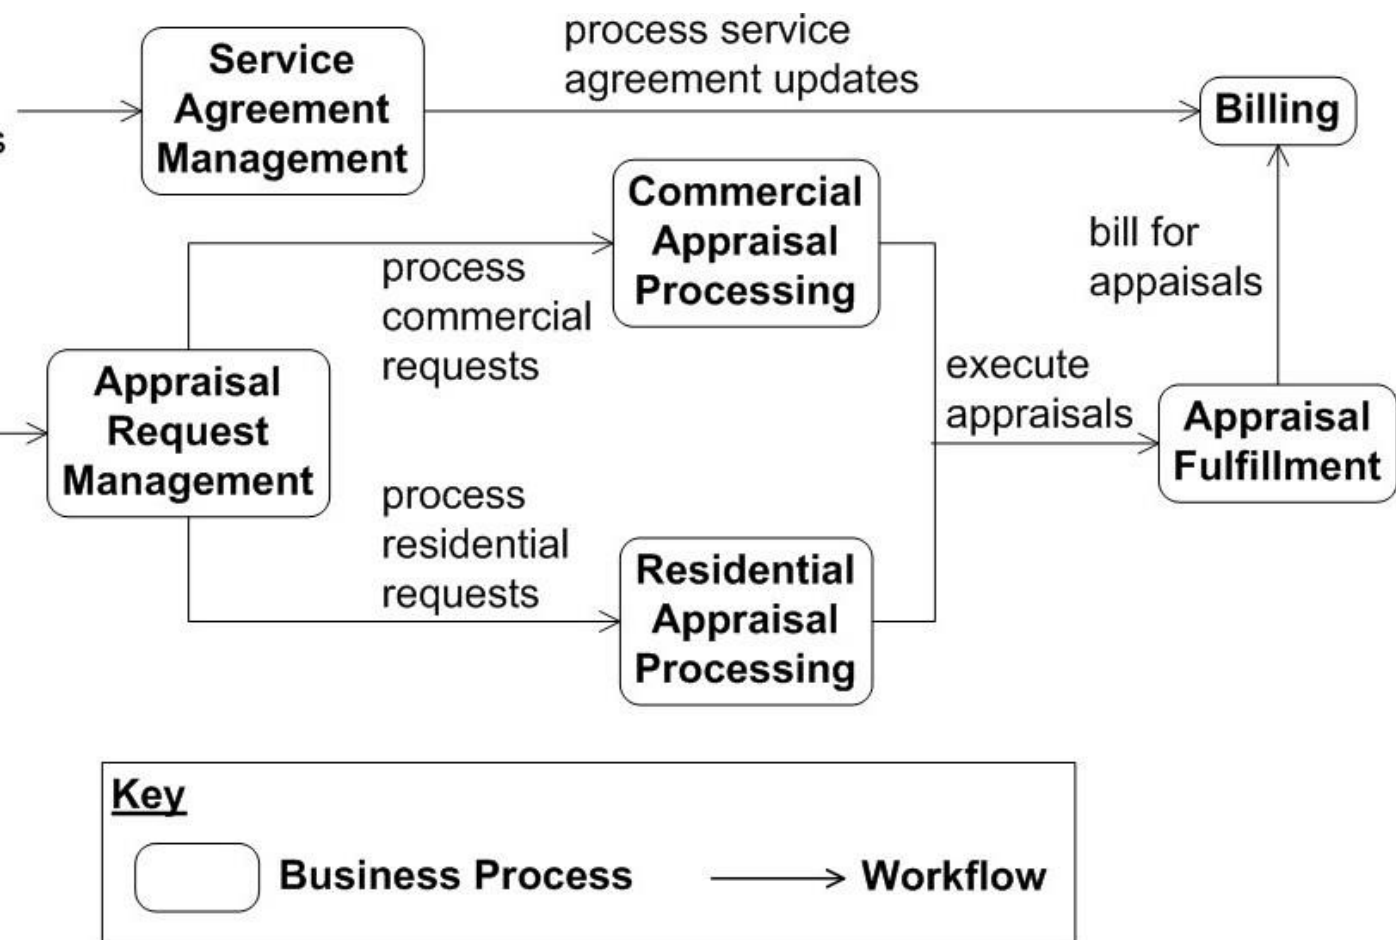 process service
agreement updates
Service
Agreement
Management
Billing
s
Commercial
Appraisal
Processing
process
commercial
requests
bill for
appaisals
Appraisal
Request
Management
execute
appraisals
Appraisal
Fulfillment
process
residential
requests
Residential
Appraisal
Processing
Key
Business Process
Workflow